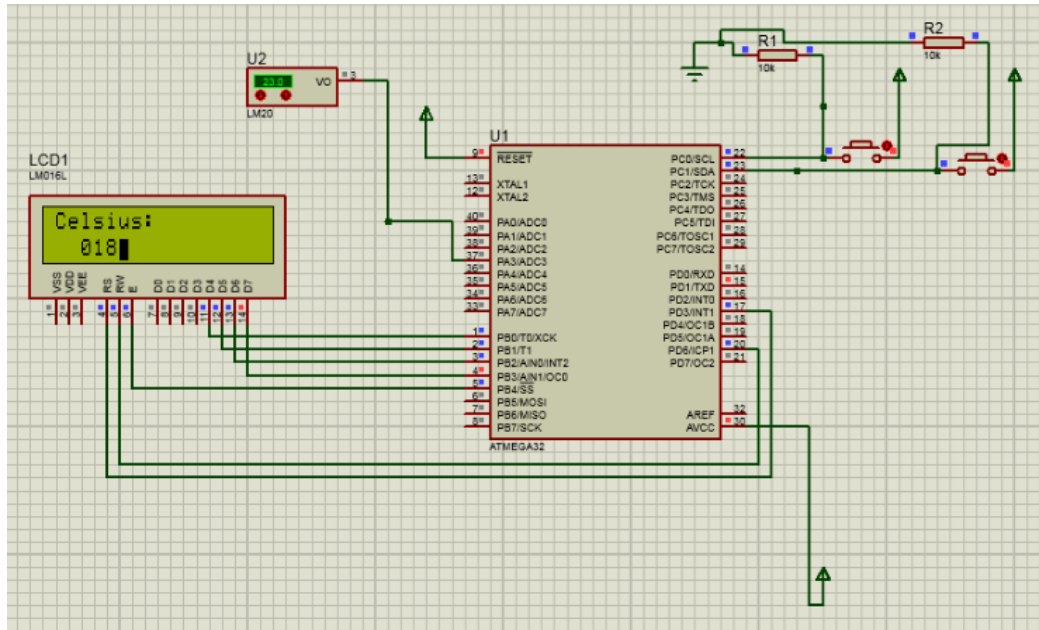 U2
23.0
VO
3
LM20
R1
10k
R2
10k
LCD1
LM016L
Celsius:
018
VSS
VDD
VEE
RS
RW
E
D0
D1
D2
D3
D4
D5
D6
D7
1
2
3
4
5
6
7
8
9
10
11
12
13
14
U1
9
RESET
13
XTAL1
12
XTAL2
40
PA0/ADC0
39
PA1/ADC1
38
PA2/ADC2
37
PA3/ADC3
36
PA4/ADC4
35
PA5/ADC5
34
PA6/ADC6
33
PA7/ADC7
1
PB0/T0/XCK
2
PB1/T1
3
PB2/AIN0/INT2
4
PB3/AIN1/OC0
5
PB4/SS
6
PB5/MOSI
7
PB6/MISO
8
PB7/SCK
PC0/SCL
22
PC1/SDA
23
PC2/TCK
24
PC3/TMS
25
PC4/TDO
26
PC5/TDI
27
PC6/TOSC1
28
PC7/TOSC2
29
PD0/RXD
14
PD1/TXD
15
PD2/INT0
16
PD3/INT1
17
PD4/OC1B
18
PD5/OC1A
19
PD6/ICP1
20
PD7/OC2
21
AREF
32
AVCC
30
ATMEGA32